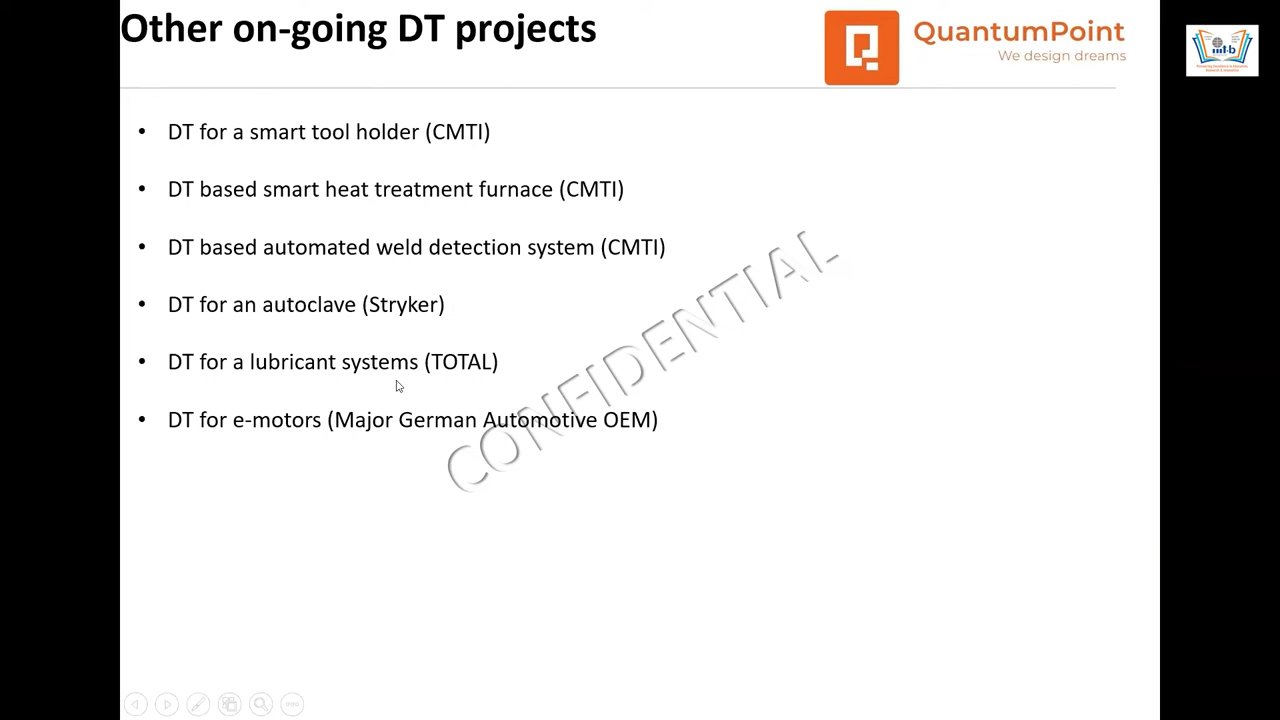 Other on-going DT projects
QuantumPoint
We design dreams
• DT for a smart tool holder (CMTI)
• DT based smart heat treatment furnace (CMTI)
• DT based automated weld detection system (CMTI)
• DT for an autoclave (Stryker)
• DT for a lubricant systems (TOTAL)
• DT for e-motors (Major German Automotive OEM)
CONFIDENTIAL